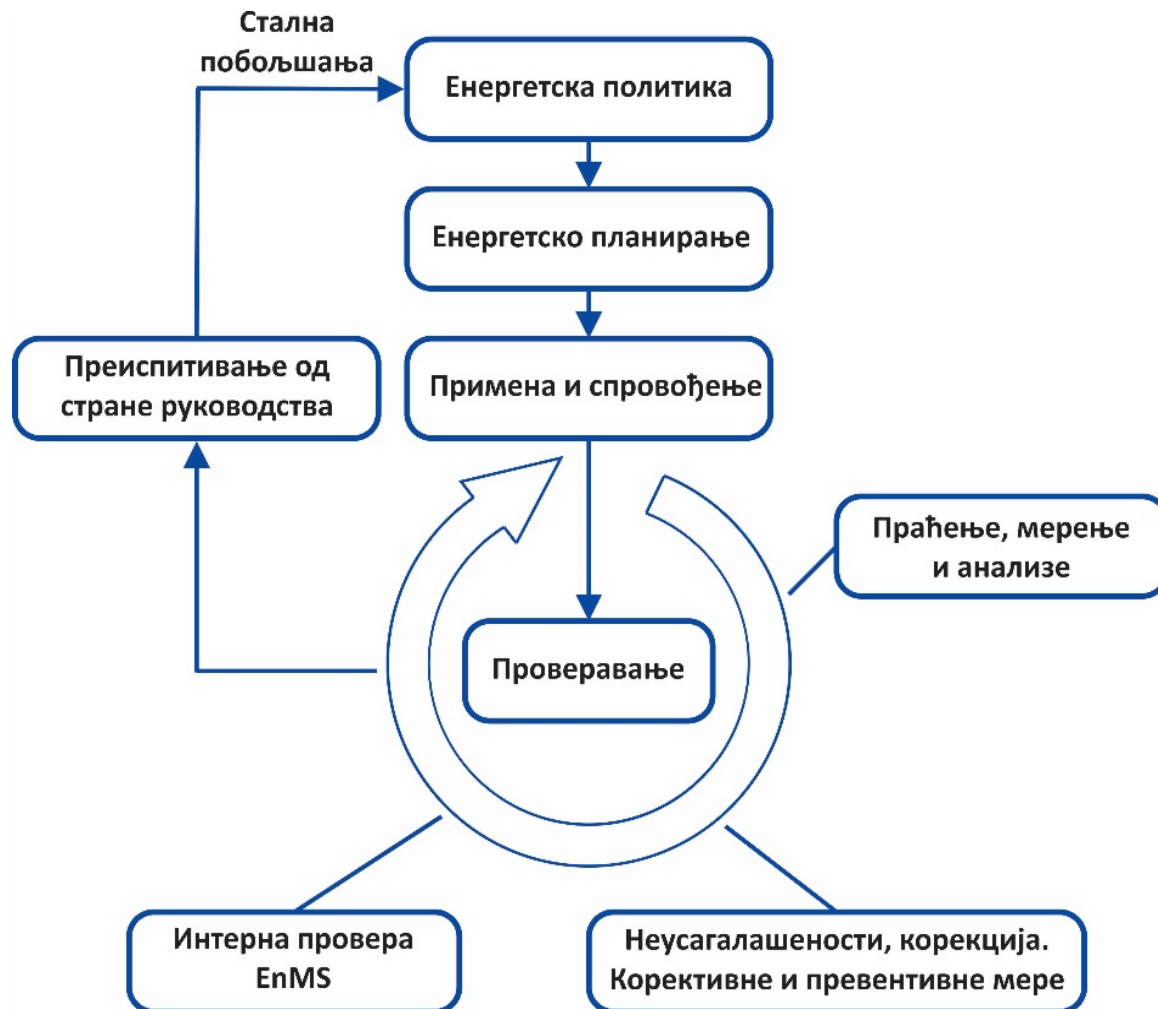 Стална
побољшања
Енергетска политика
Енергетско планирање
Преиспитивање од
стране руководства
Примена и спровођење
Праћење, мерење
и анализе
Проверавање
Интерна провера
EnMS
Неусагалашености, корекција.
Корективне и превентивне мере